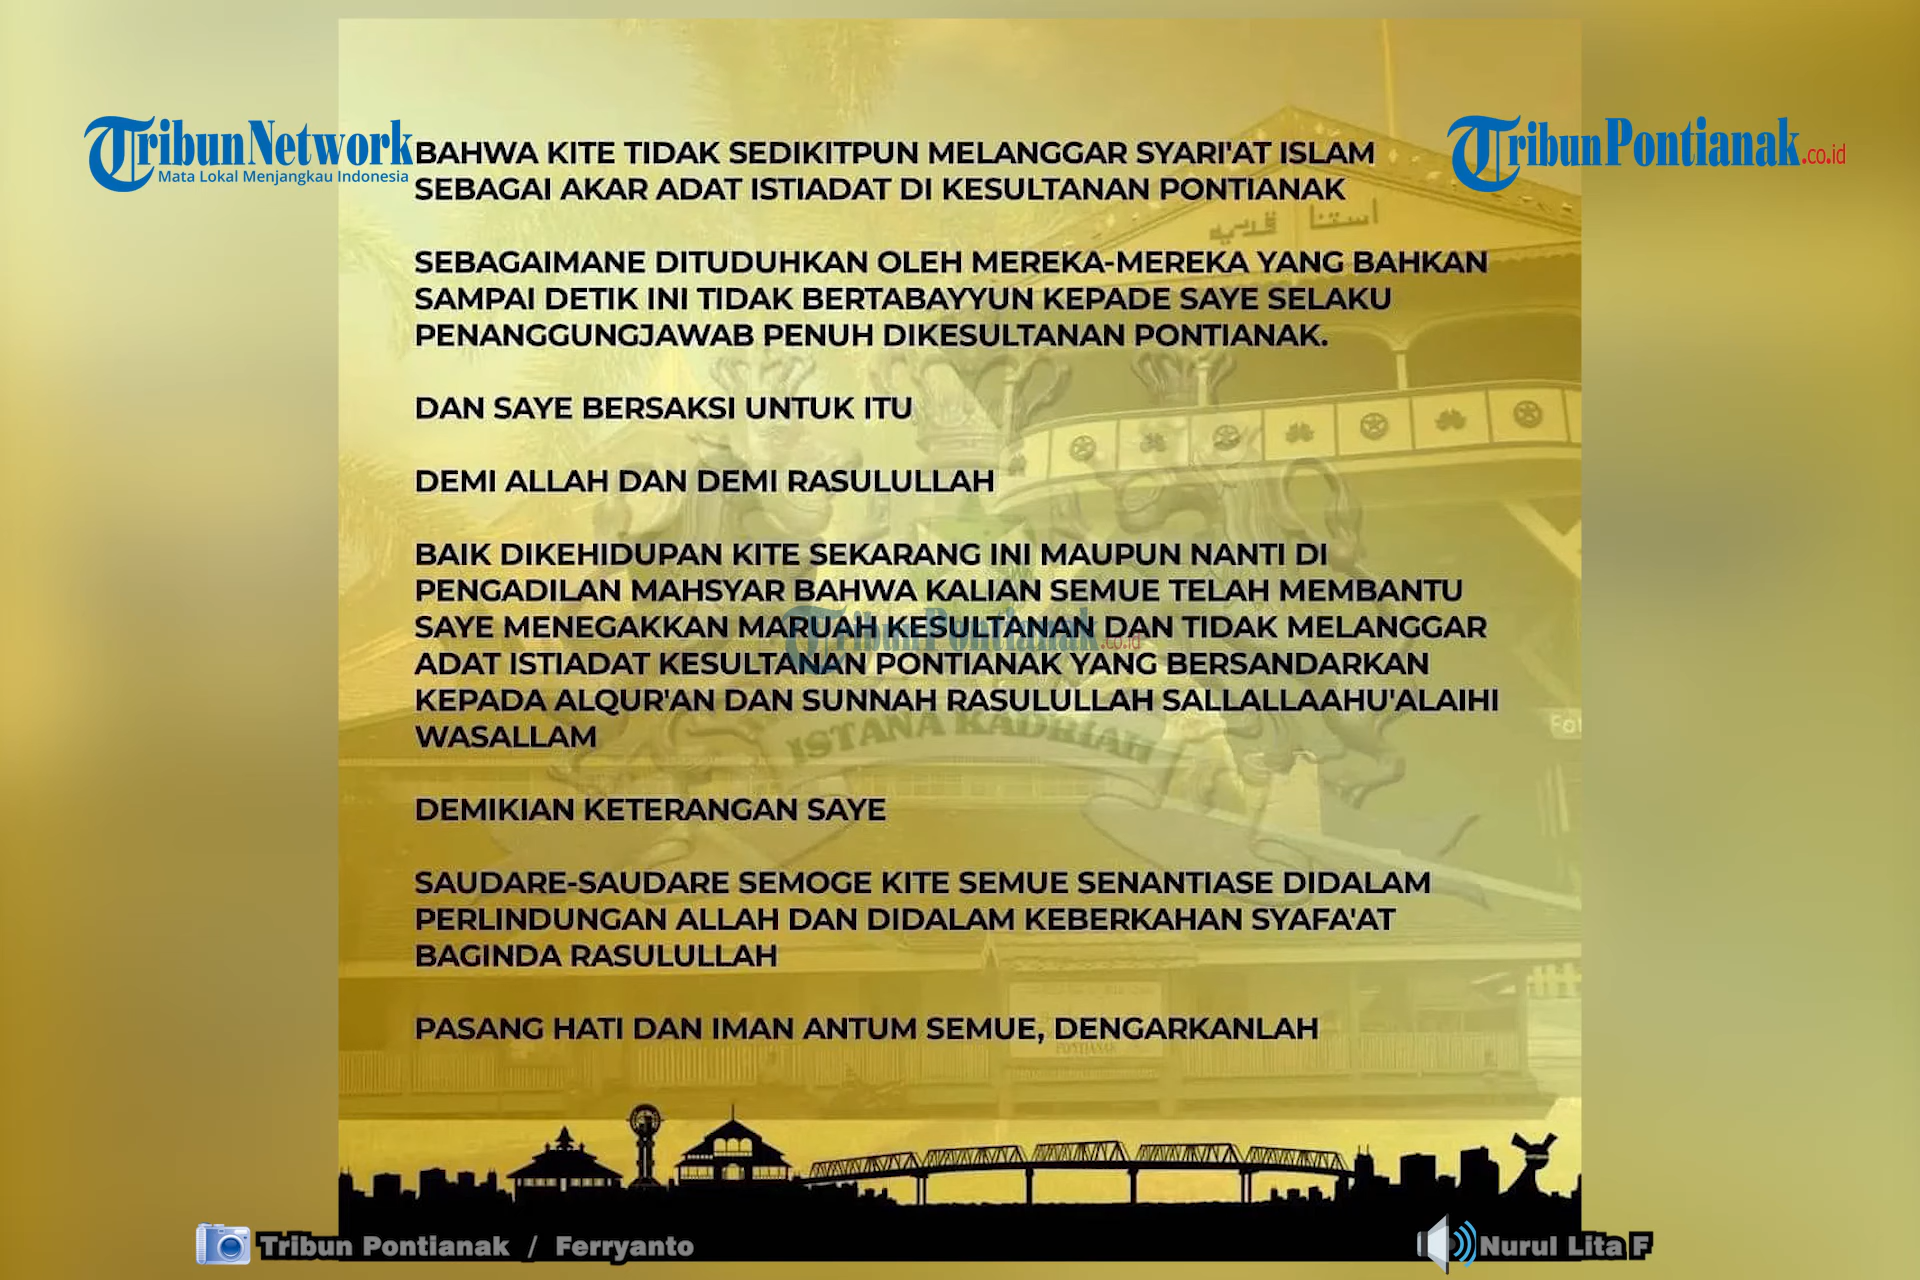 TribunNetwork
Mata Lokal Menjangkau Indonesia
TribunPontianak.co.id
BAHWA KITE TIDAK SEDIKITPUN MELANGGAR SYARI'AT ISLAM
SEBAGAI AKAR ADAT ISTIADAT DI KESULTANAN PONTIANAK
SEBAGAIMANE DITUDUHKAN OLEH MEREKA-MEREKA YANG BAHKAN
SAMPAI DETIK INI TIDAK BERTABAYYUN KEPADE SAYE SELAKU
PENANGGUNGJAWAB PENUH DIKESULTANAN PONTIANAK.
DAN SAYE BERSAKSI UNTUK ITU
DEMI ALLAH DAN DEMI RASULULLAH
BAIK DIKEHIDUPAN KITE SEKARANG INI MAUPUN NANTI DI
PENGADILAN MAHSYAR BAHWA KALIAN SEMUE TELAH MEMBANTU
SAYE MENEGAKKAN MARUAH KESULTANAN DAN TIDAK MELANGGAR
ADAT ISTIADAT KESULTANAN PONTIANAK YANG BERSANDARKAN
KEPADA ALQUR'AN DAN SUNNAH RASULULLAH SALLALLAAHU'ALAIHI
WASALLAM
TribunPontianak.co.id
ISTANA KADRIAH
DEMIKIAN KETERANGAN SAYE
SAUDARE-SAUDARE SEMOGE KITE SEMUE SENANTIASE DIDALAM
PERLINDUNGAN ALLAH DAN DIDALAM KEBERKAHAN SYAFA'AT
BAGINDA RASULULLAH
PASANG HATI DAN IMAN ANTUM SEMUE, DENGARKANLAH
PONTIANAK
Tribun Pontianak / Ferryanto
Nurul Lita F